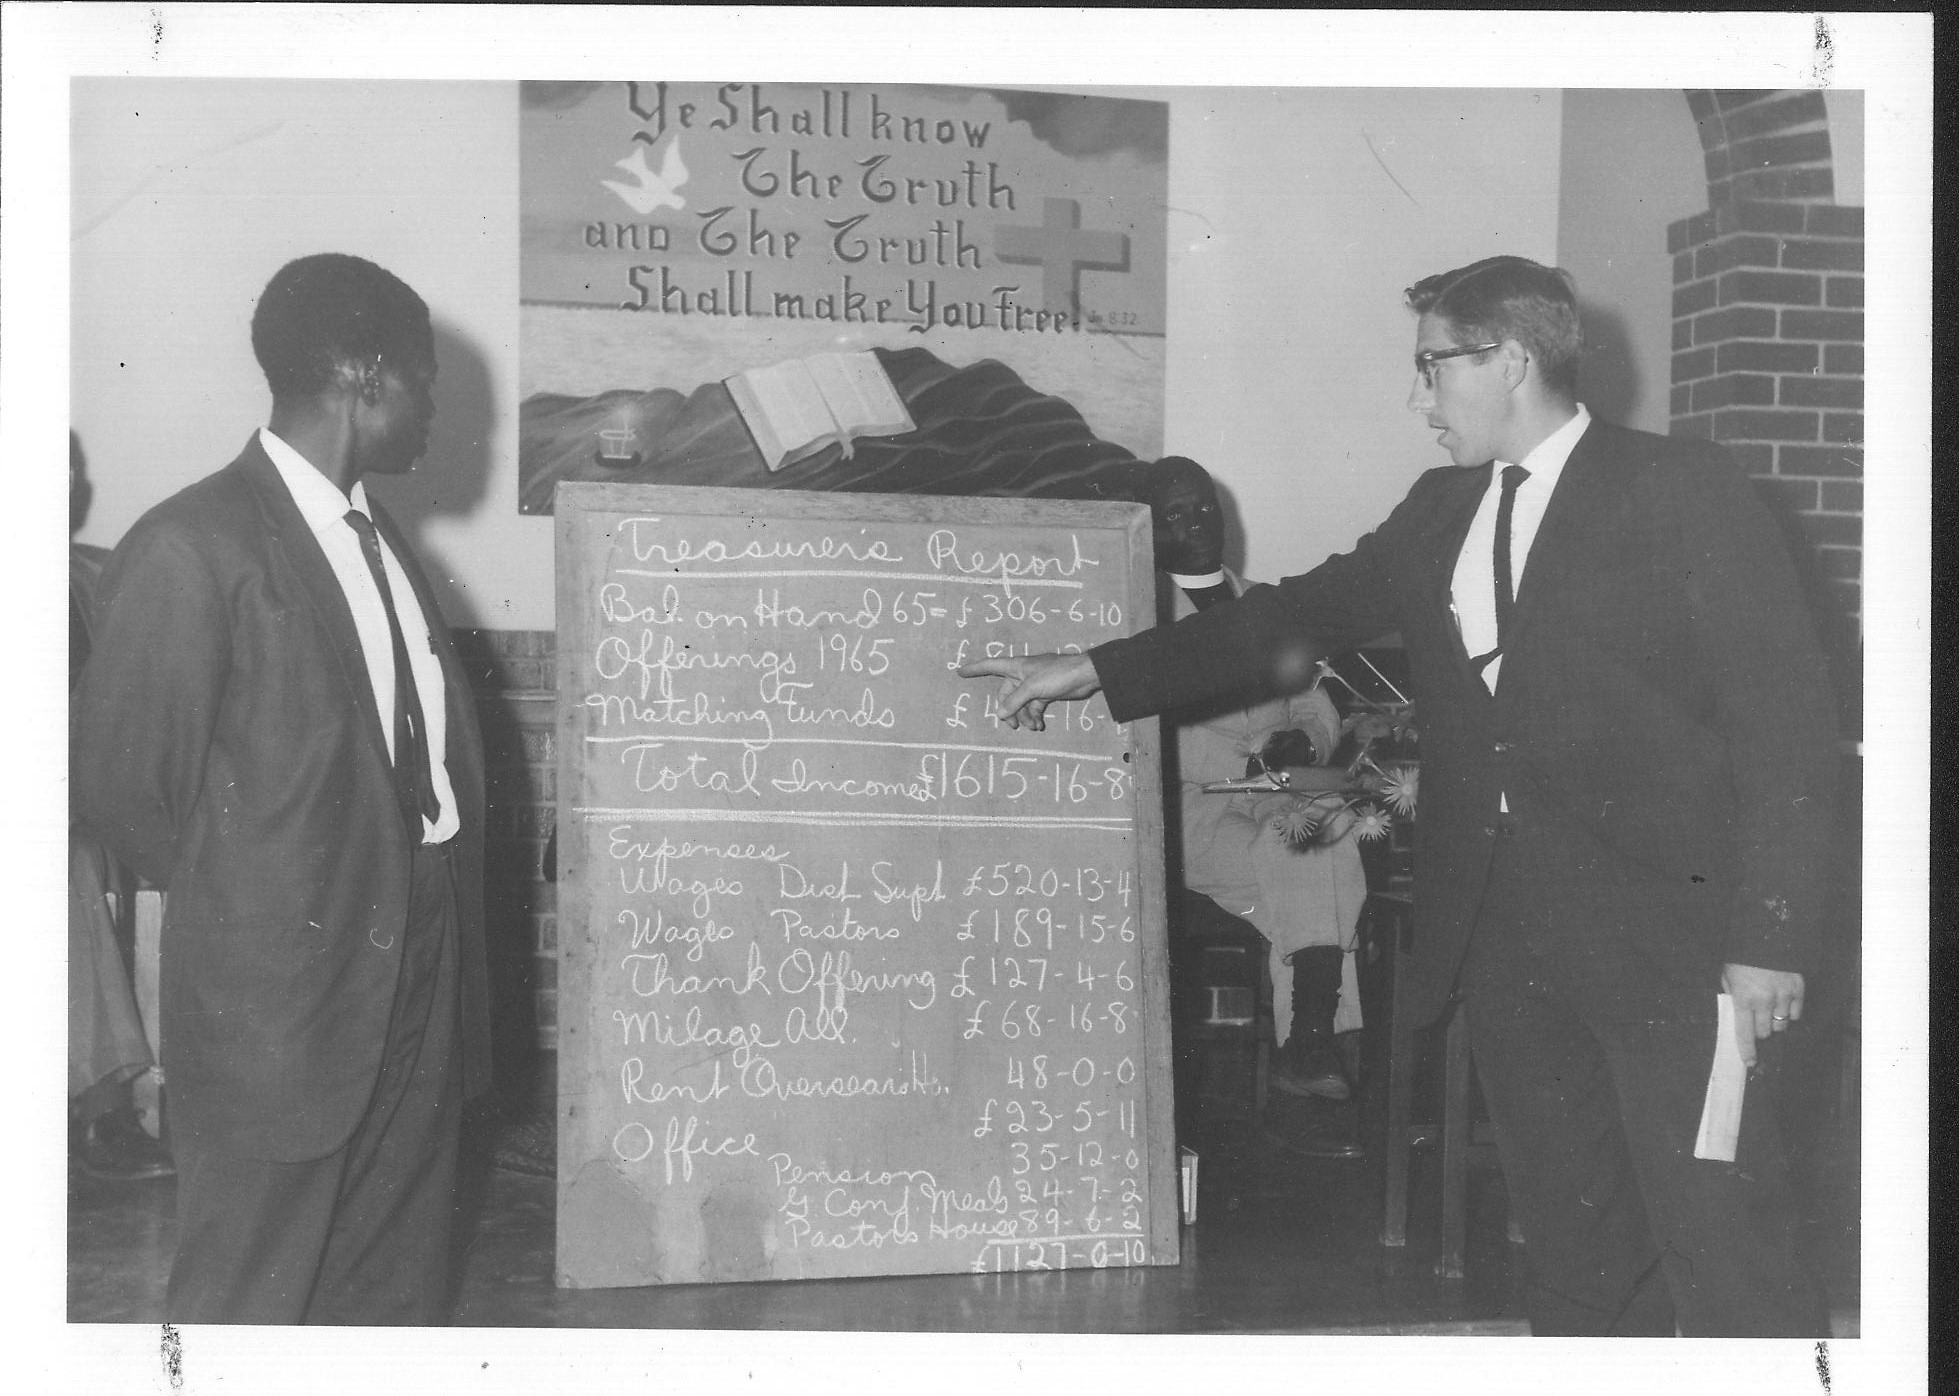 Ye Shall know
The Truth
and The Truth
Shall make You Free!
Jn 8 32
Treasurer's Report
Bal. on Hand 65 = £306-6-10
Offerings 1965 £
Matching Funds £ 4
Total Income £1615-16-8
Expenses
Wages Dist Supt £520-13-4
Wages Pastors £189-15-6
Thank Offering £127-4-6
Milage All. £68-16-8
Rent 48-0-0
Office £23-5-11
Pension 35-12-0
G. Conf. Meals 24-7-2
Pastors House 89-6-2
£1127-0-10